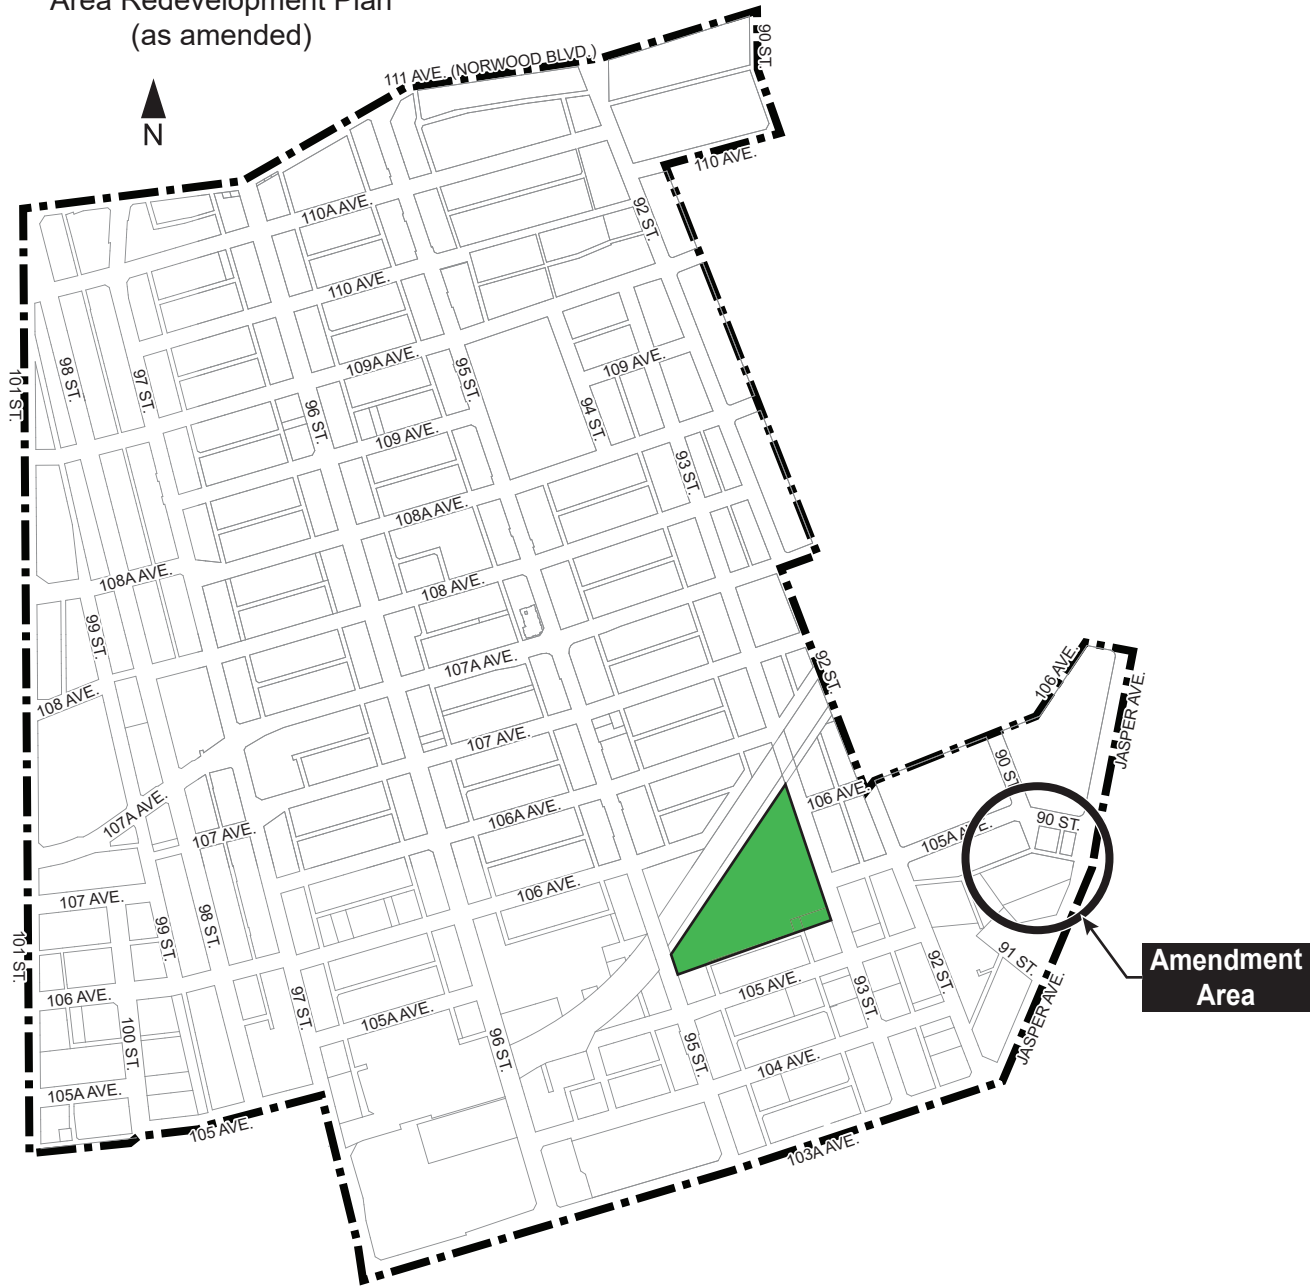 Area Redevelopment Plan
(as amended)
N
111 AVE. (NORWOOD BLVD.)
90 ST.
110 AVE.
110A AVE.
92 ST.
110 AVE.
109A AVE.
109 AVE.
101 ST.
98 ST.
97 ST.
96 ST.
95 ST.
94 ST.
109 AVE.
93 ST.
108A AVE.
108A AVE.
108 AVE.
99 ST.
107A AVE.
92 ST.
106 AVE.
108 AVE.
JASPER AVE.
107 AVE.
90 ST.
106 AVE.
107A AVE.
107 AVE.
106A AVE.
105A AVE.
90 ST.
107 AVE.
106 AVE.
99 ST.
98 ST.
101 ST.
91 ST.
92 ST.
Amendment
Area
106 AVE.
97 ST.
105A AVE.
105 AVE.
93 ST.
100 ST.
96 ST.
95 ST.
104 AVE.
JASPER AVE.
105A AVE.
105 AVE.
103A AVE.